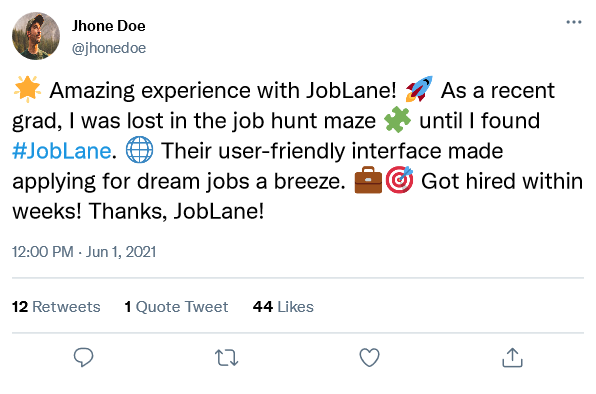 Jhone Doe
@jhonedoe
🌟 Amazing experience with JobLane! 🚀 As a recent
grad, I was lost in the job hunt maze 🧩 until I found
#JobLane. 🌐 Their user-friendly interface made
applying for dream jobs a breeze. 💼🎯 Got hired within
weeks! Thanks, JobLane!
12:00 PM · Jun 1, 2021
12 Retweets 1 Quote Tweet 44 Likes